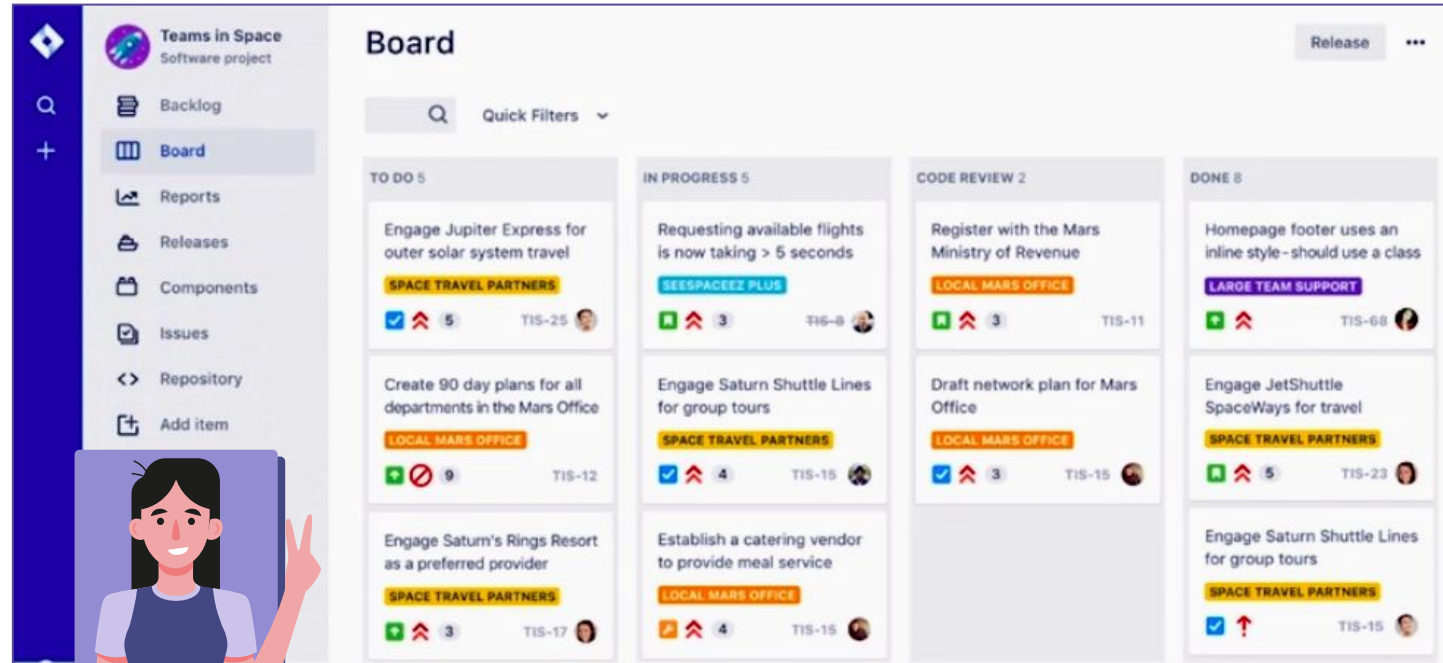 Teams in Space
Software project
Backlog
Board
Reports
Releases
Components
Issues
Repository
Add item
Board
Release
Quick Filters
TO DO 5
Engage Jupiter Express for
outer solar system travel
SPACE TRAVEL PARTNERS
5
TIS-25
Create 90 day plans for all
departments in the Mars Office
LOCAL MARS OFFICE
9
TIS-12
Engage Saturn's Rings Resort
as a preferred provider
SPACE TRAVEL PARTNERS
3
TIS-17
IN PROGRESS 5
Requesting available flights
is now taking > 5 seconds
SEESPACEEZ PLUS
3
TIS-8
Engage Saturn Shuttle Lines
for group tours
SPACE TRAVEL PARTNERS
4
TIS-15
Establish a catering vendor
to provide meal service
LOCAL MARS OFFICE
4
TIS-15
CODE REVIEW 2
Register with the Mars
Ministry of Revenue
LOCAL MARS OFFICE
3
TIS-11
Draft network plan for Mars
Office
LOCAL MARS OFFICE
3
TIS-15
DONE 8
Homepage footer uses an
inline style-should use a class
LARGE TEAM SUPPORT
TIS-68
Engage JetShuttle
SpaceWays for travel
SPACE TRAVEL PARTNERS
5
TIS-23
Engage Saturn Shuttle Lines
for group tours
SPACE TRAVEL PARTNERS
TIS-15